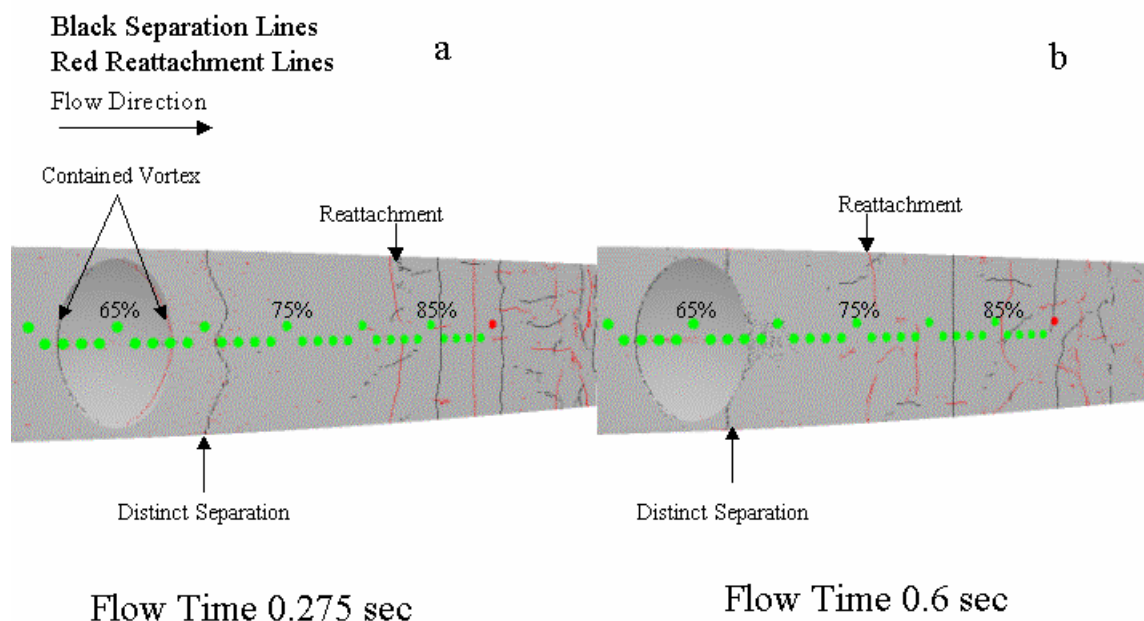 Black Separation Lines
Red Reattachment Lines
Flow Direction
a
b
Contained Vortex
Reattachment
65%
75%
85%
Distinct Separation
Flow Time 0.275 sec
Reattachment
65%
75%
85%
Distinct Separation
Flow Time 0.6 sec